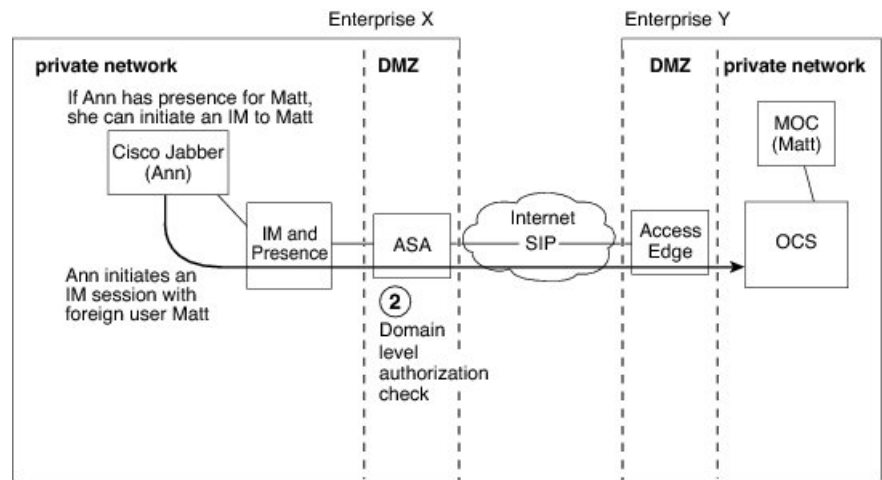 Enterprise X
Enterprise Y
private network
DMZ
DMZ
private network
If Ann has presence for Matt,
she can initiate an IM to Matt
Cisco Jabber
(Ann)
MOC
(Matt)
IM and
Presence
ASA
Internet
SIP
Access
Edge
OCS
Ann initiates an
IM session with
foreign user Matt
2
Domain
level
authorization
check